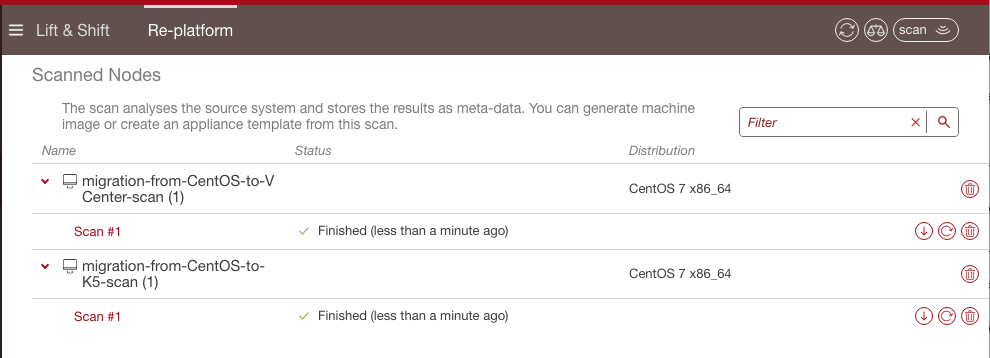 Lift & Shift Re-platform scan
Scanned Nodes
The scan analyses the source system and stores the results as meta-data. You can generate machine
image or create an appliance template from this scan.
Filter
Name Status Distribution
migration-from-CentOS-to-V
Center-scan (1)
CentOS 7 x86_64
Scan #1 Finished (less than a minute ago)
migration-from-CentOS-to-
K5-scan (1)
CentOS 7 x86_64
Scan #1 Finished (less than a minute ago)